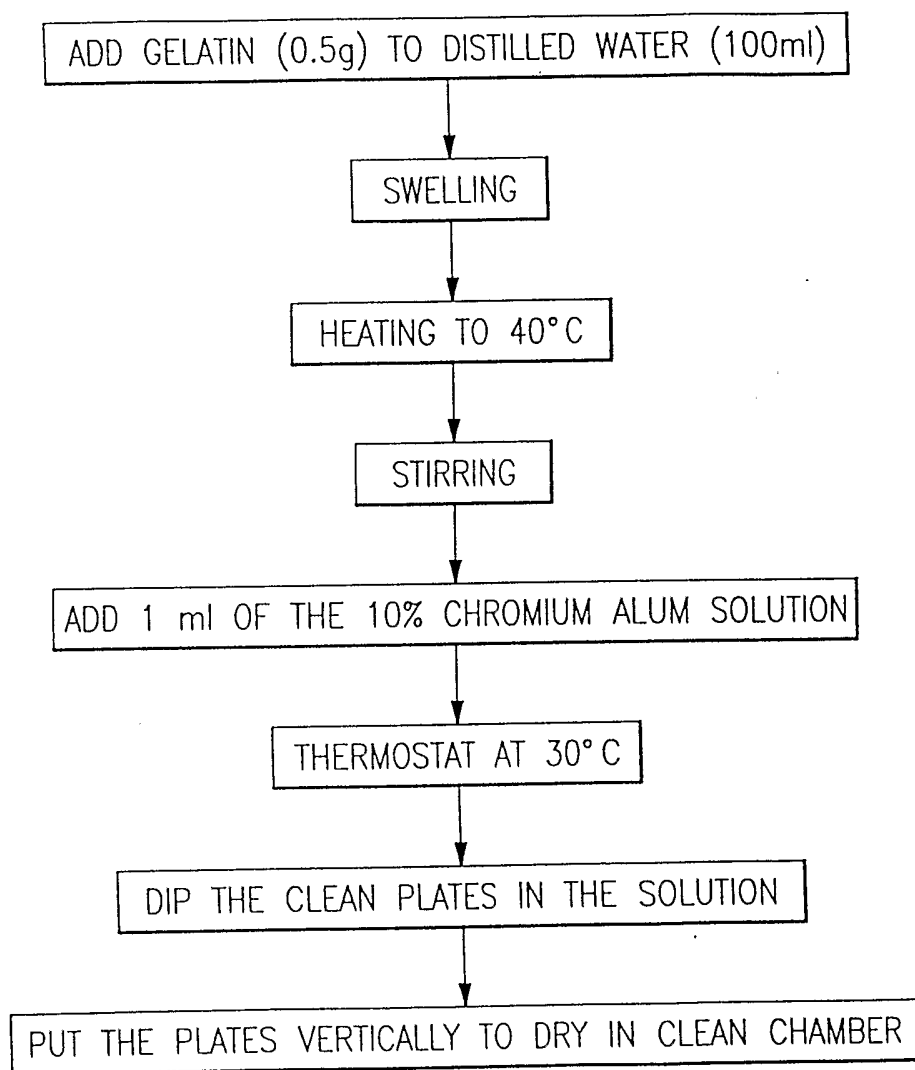 ADD GELATIN (0.5g) TO DISTILLED WATER (100ml)
SWELLING
HEATING TO 40°C
STIRRING
ADD 1 ml OF THE 10% CHROMIUM ALUM SOLUTION
THERMOSTAT AT 30°C
DIP THE CLEAN PLATES IN THE SOLUTION
PUT THE PLATES VERTICALLY TO DRY IN CLEAN CHAMBER